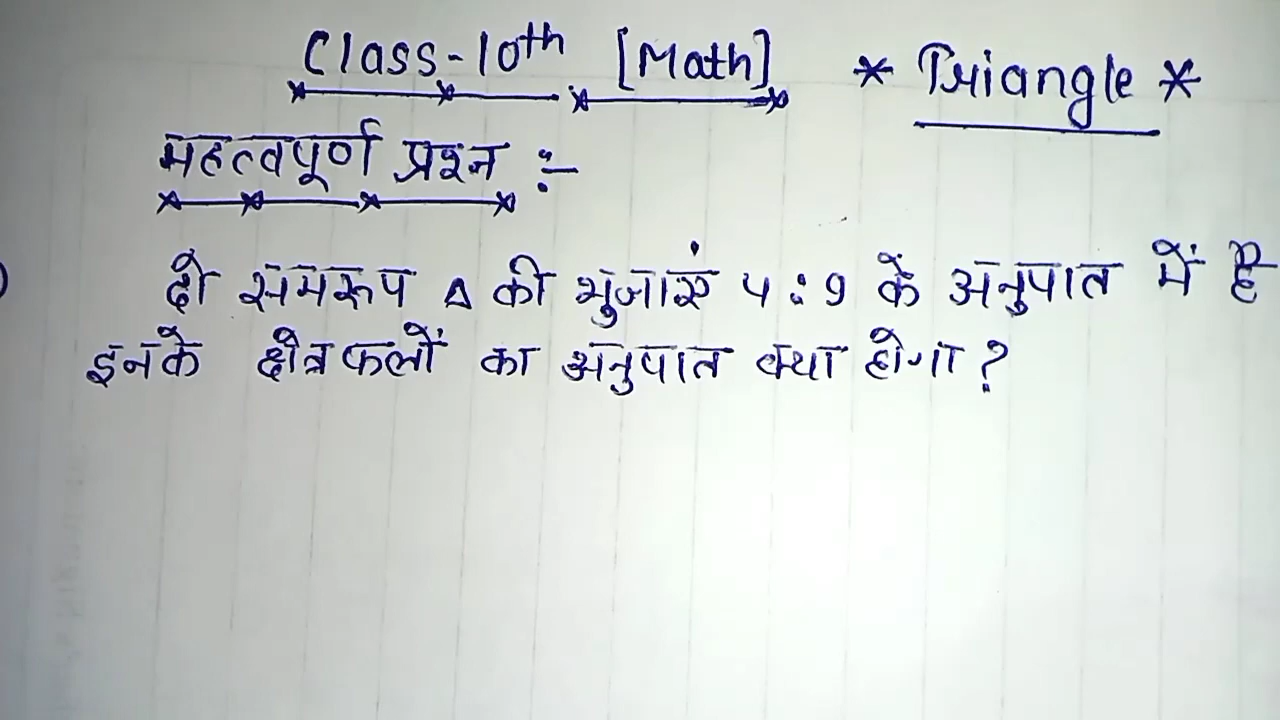 Class-10th [Math] * Triangle *
महत्वपूर्ण प्रश्न :-
दो समरूप Δ की भुजाएं 4:9 के अनुपात में है
इनके क्षेत्रफलों का अनुपात क्या होगा?